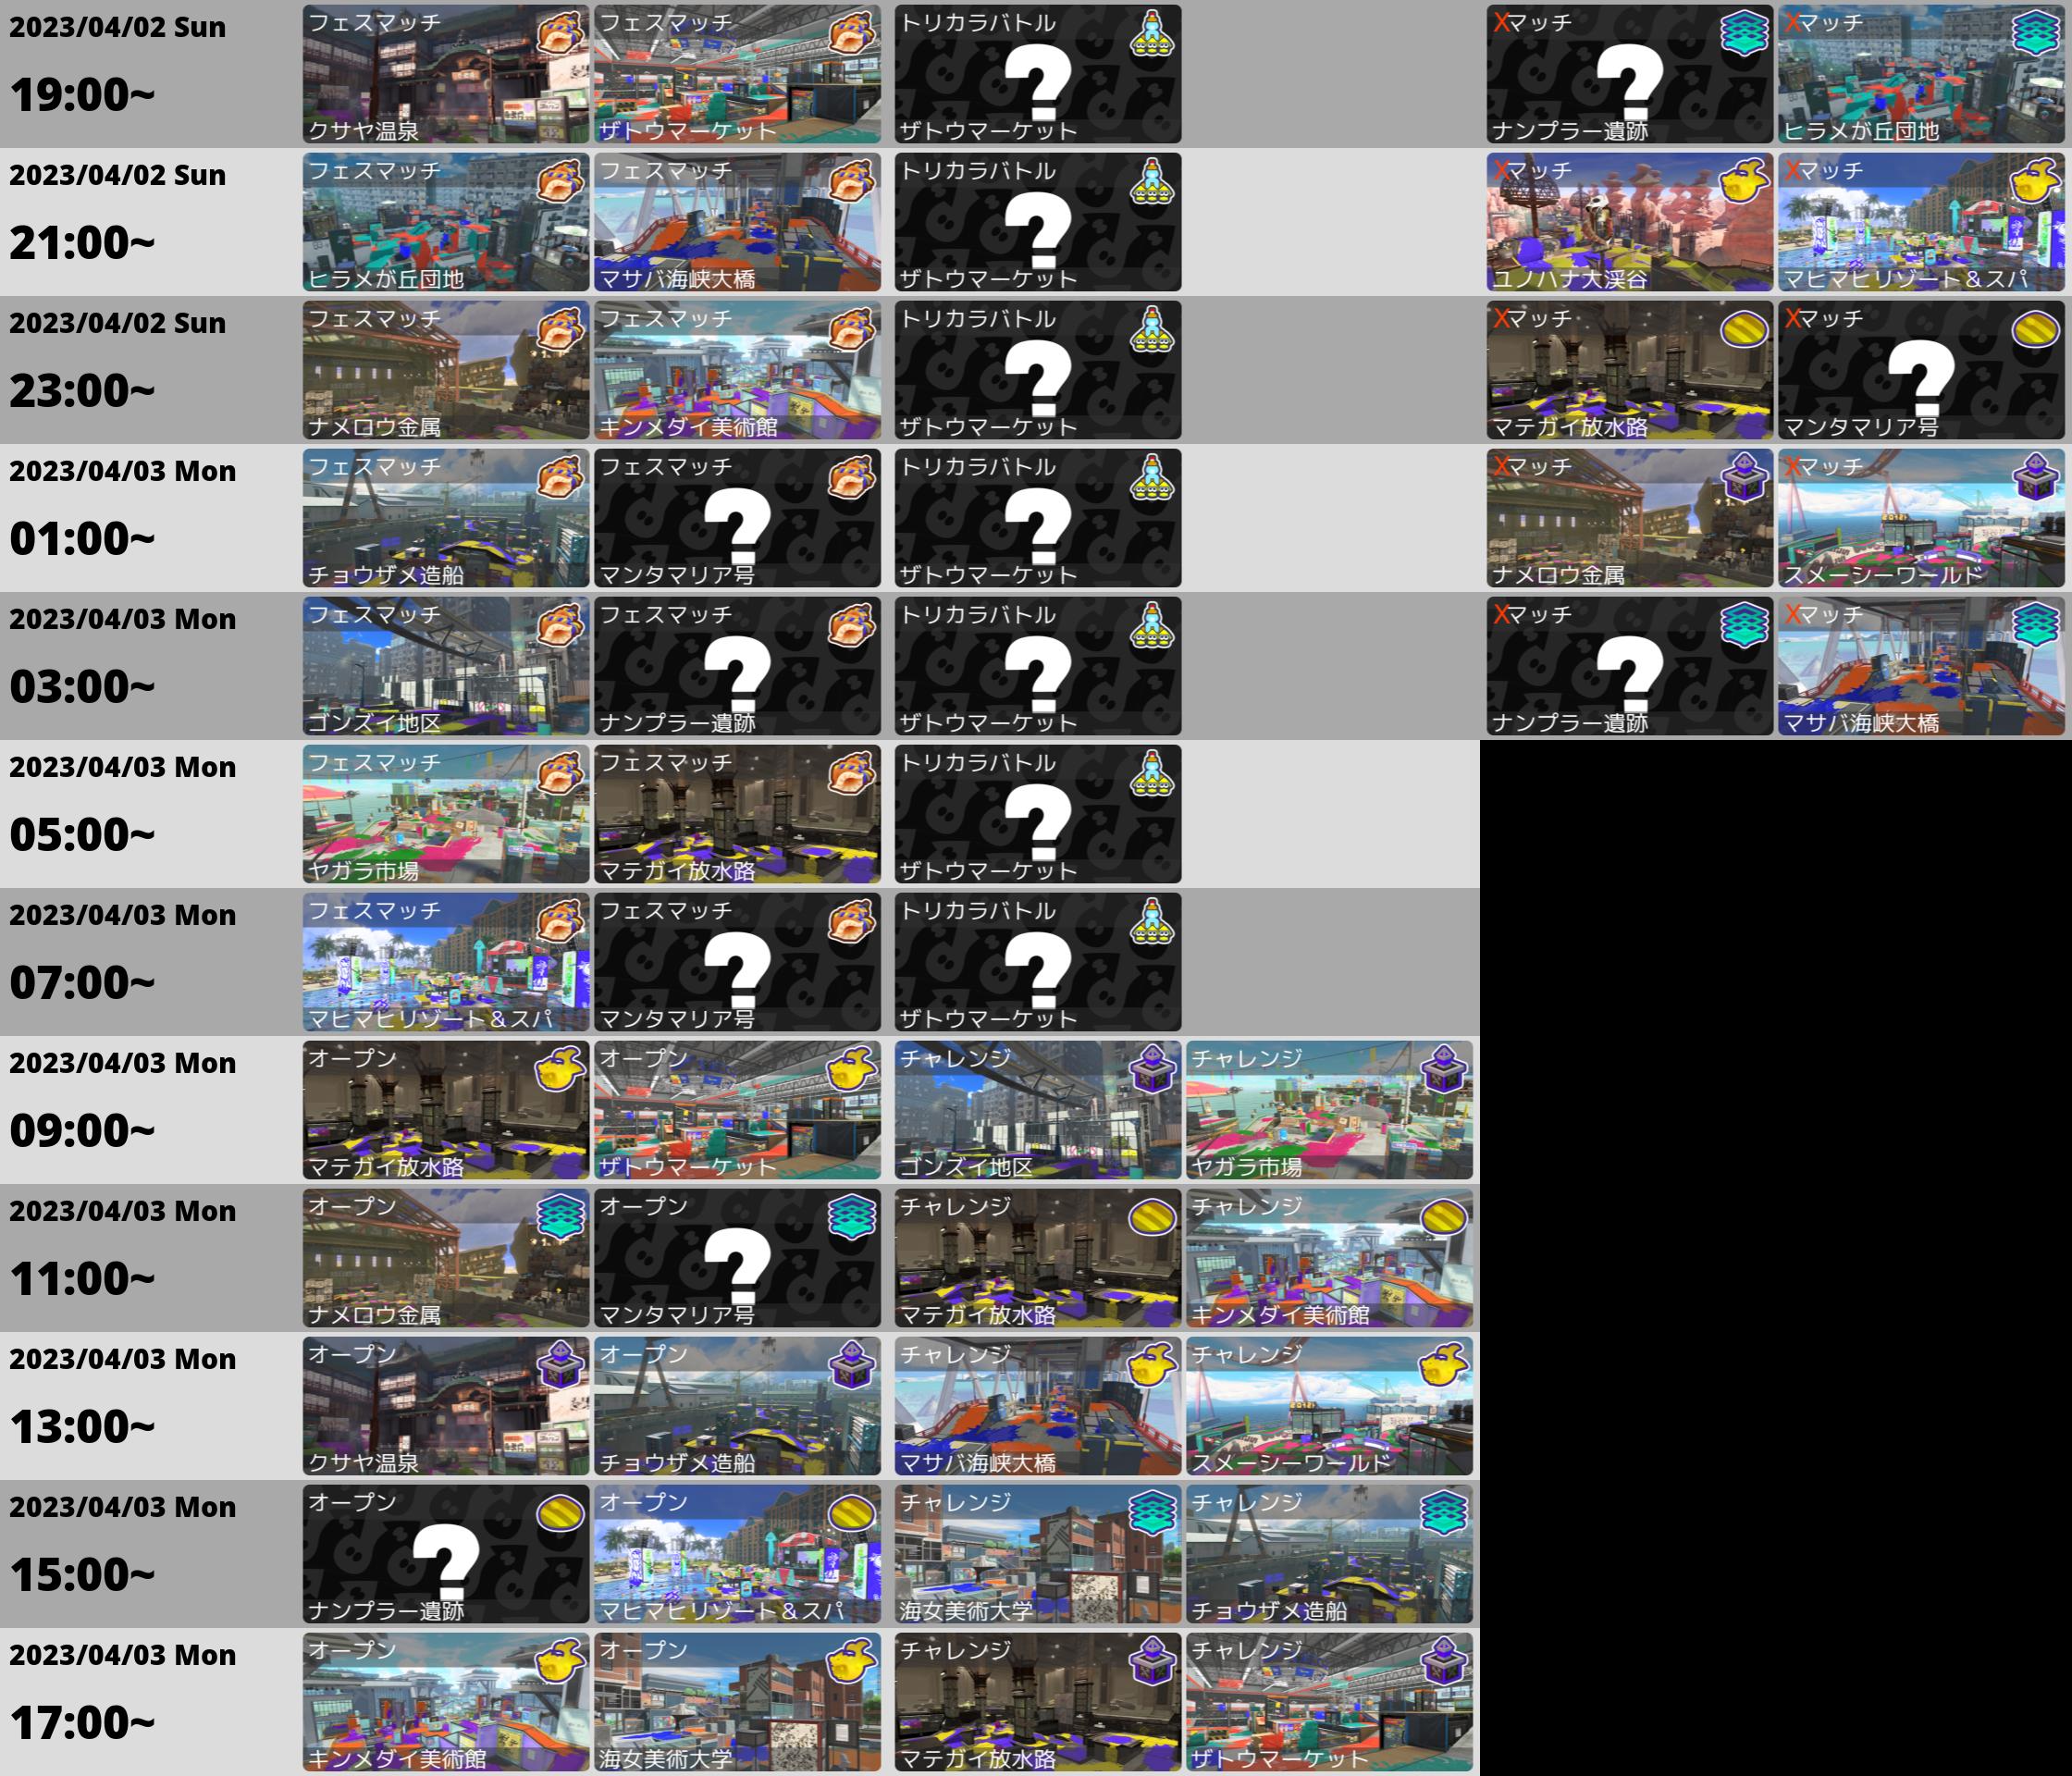 2023/04/02 Sun
19:00~
フェスマッチ
クサヤ温泉
フェスマッチ
ザトウマーケット
トリカラバトル
?
ザトウマーケット
Xマッチ
?
ナンプラー遺跡
Xマッチ
ヒラメが丘団地
2023/04/02 Sun
21:00~
フェスマッチ
ヒラメが丘団地
フェスマッチ
マサバ海峡大橋
トリカラバトル
?
ザトウマーケット
Xマッチ
ユノハナ大渓谷
Xマッチ
マヒマヒリゾート＆スパ
2023/04/02 Sun
23:00~
フェスマッチ
ナメロウ金属
フェスマッチ
キンメダイ美術館
トリカラバトル
?
ザトウマーケット
Xマッチ
マテガイ放水路
Xマッチ
?
マンタマリア号
2023/04/03 Mon
01:00~
フェスマッチ
チョウザメ造船
フェスマッチ
?
マンタマリア号
トリカラバトル
?
ザトウマーケット
Xマッチ
ナメロウ金属
Xマッチ
スメーシーワールド
2023/04/03 Mon
03:00~
フェスマッチ
ゴンズイ地区
フェスマッチ
?
ナンプラー遺跡
トリカラバトル
?
ザトウマーケット
Xマッチ
?
ナンプラー遺跡
Xマッチ
マサバ海峡大橋
2023/04/03 Mon
05:00~
フェスマッチ
ヤガラ市場
フェスマッチ
マテガイ放水路
トリカラバトル
?
ザトウマーケット
2023/04/03 Mon
07:00~
フェスマッチ
マヒマヒリゾート＆スパ
フェスマッチ
?
マンタマリア号
トリカラバトル
?
ザトウマーケット
2023/04/03 Mon
09:00~
オープン
マテガイ放水路
オープン
ザトウマーケット
チャレンジ
ゴンズイ地区
チャレンジ
ヤガラ市場
2023/04/03 Mon
11:00~
オープン
ナメロウ金属
オープン
?
マンタマリア号
チャレンジ
マテガイ放水路
チャレンジ
キンメダイ美術館
2023/04/03 Mon
13:00~
オープン
クサヤ温泉
オープン
チョウザメ造船
チャレンジ
マサバ海峡大橋
チャレンジ
スメーシーワールド
2023/04/03 Mon
15:00~
オープン
?
ナンプラー遺跡
オープン
マヒマヒリゾート＆スパ
チャレンジ
海女美術大学
チャレンジ
チョウザメ造船
2023/04/03 Mon
17:00~
オープン
キンメダイ美術館
オープン
海女美術大学
チャレンジ
マテガイ放水路
チャレンジ
ザトウマーケット